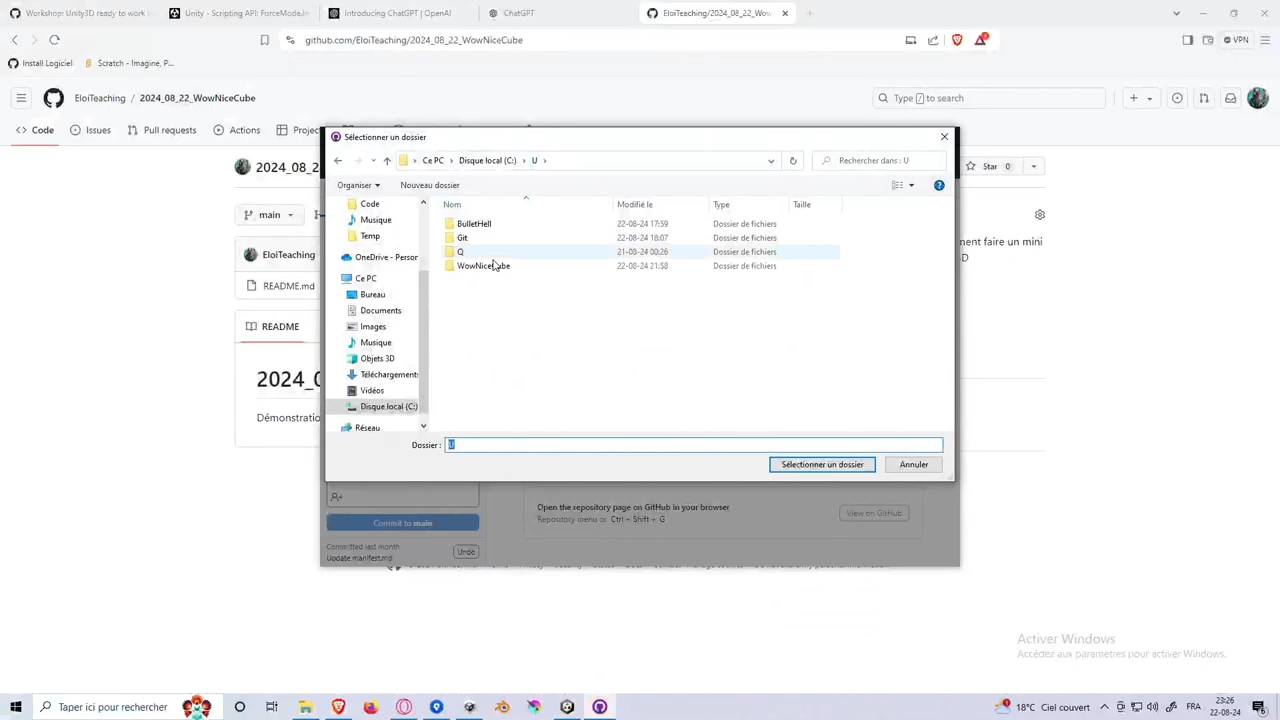 Workshop: Unity3D ready to work i
Unity - Scripting API: ForceMode.Im
Introducing ChatGPT | OpenAI
ChatGPT
EloiTeaching/2024_08_22_Wow
github.com/EloiTeaching/2024_08_22_WowNiceCube
VPN
Install Logiciel
Scratch - Imagine, P...
EloiTeaching / 2024_08_22_WowNiceCube
Type / to search
Code
Issues
Pull requests
Actions
Project
Sélectionner un dossier
2024_08_2
Ce PC > Disque local (C:) > U >
Rechercher dans : U
Star 0
Organiser
Nouveau dossier
main
Code
Musique
Temp
OneDrive - Person
Ce PC
Bureau
Documents
Images
Musique
Objets 3D
Téléchargements
Vidéos
Disque local (C:)
Réseau
Nom Modifié le Type Taille
BulletHell 22-08-24 17:59 Dossier de fichiers
Git 22-08-24 18:07 Dossier de fichiers
Q 21-08-24 00:26 Dossier de fichiers
WowNiceCube 22-08-24 21:58 Dossier de fichiers
EloiTeaching
README.md
ment faire un mini
README
2024_0
Démonstratio
Dossier : U
Sélectionner un dossier
Annuler
Open the repository page on GitHub in your browser
Repository menu or Ctrl + Shift + G
View on GitHub
Commit to main
Committed last month
Update manifest.md
Undo
Activer Windows
Accédez aux paramètres pour activer Windows.
Taper ici pour rechercher
18°C Ciel couvert
FRA
23:26
22-08-24
6